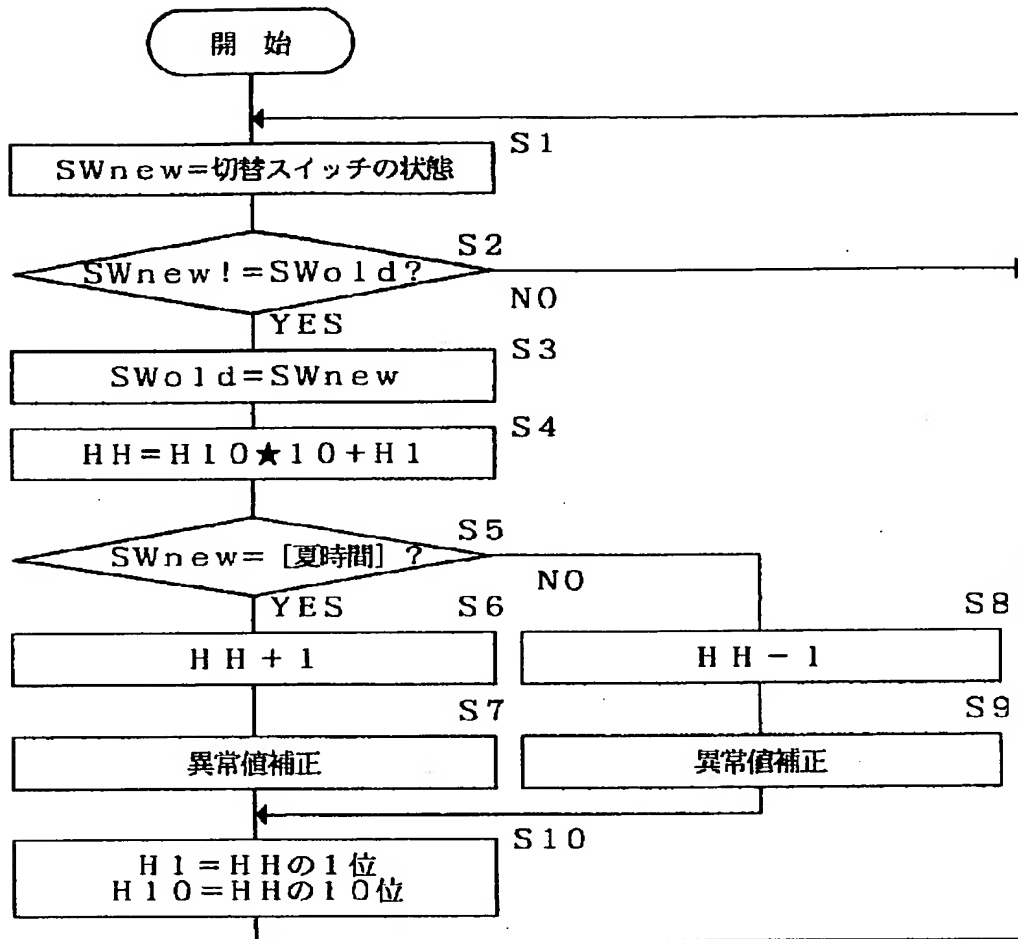 開 始
S1
SWnew=切替スイッチの状態
S2
SWnew!=SWold?
NO
YES
S3
SWold=SWnew
S4
HH=H10★10+H1
S5
SWnew=[夏時間]?
NO
YES
S6
S8
HH+1
HH-1
S7
S9
異常値補正
異常値補正
S10
H1=HHの1位
H10=HHの10位